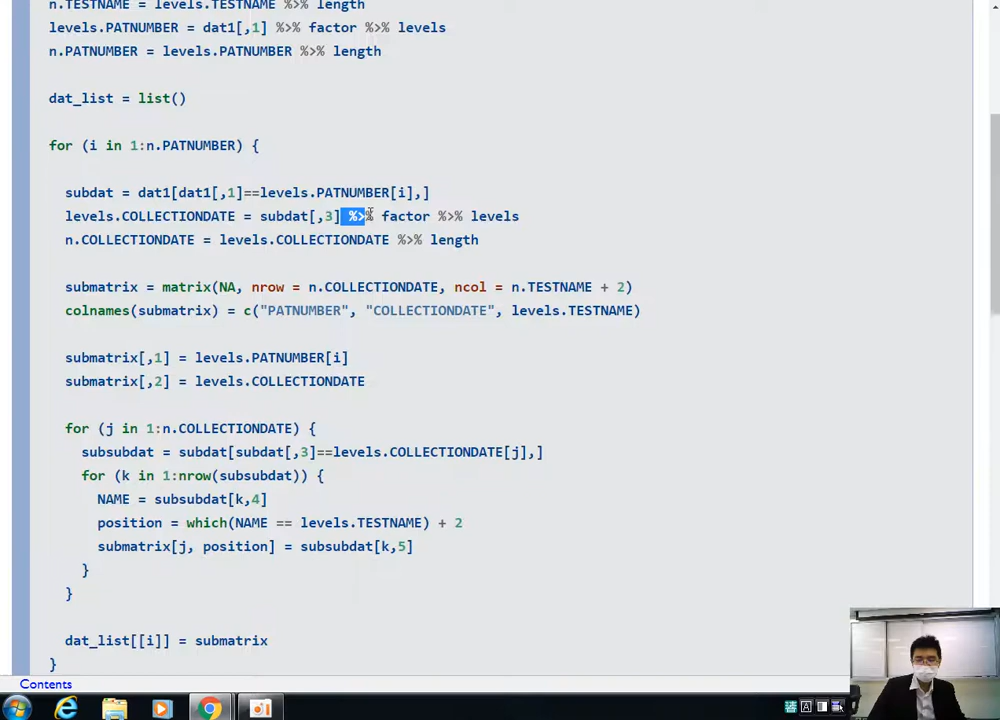 n.TESTNAME = levels.TESTNAME %>% length
levels.PATNUMBER = dat1[,1] %>% factor %>% levels
n.PATNUMBER = levels.PATNUMBER %>% length
dat_list = list()
for (i in 1:n.PATNUMBER) {
subdat = dat1[dat1[,1]==levels.PATNUMBER[i],]
levels.COLLECTIONDATE = subdat[,3] %>% factor %>% levels
n.COLLECTIONDATE = levels.COLLECTIONDATE %>% length
submatrix = matrix(NA, nrow = n.COLLECTIONDATE, ncol = n.TESTNAME + 2)
colnames(submatrix) = c("PATNUMBER", "COLLECTIONDATE", levels.TESTNAME)
submatrix[,1] = levels.PATNUMBER[i]
submatrix[,2] = levels.COLLECTIONDATE
for (j in 1:n.COLLECTIONDATE) {
subsubdat = subdat[subdat[,3]==levels.COLLECTIONDATE[j],]
for (k in 1:nrow(subsubdat)) {
NAME = subsubdat[k,4]
position = which(NAME == levels.TESTNAME) + 2
submatrix[j, position] = subsubdat[k,5]
}
}
dat_list[[i]] = submatrix
}
Contents